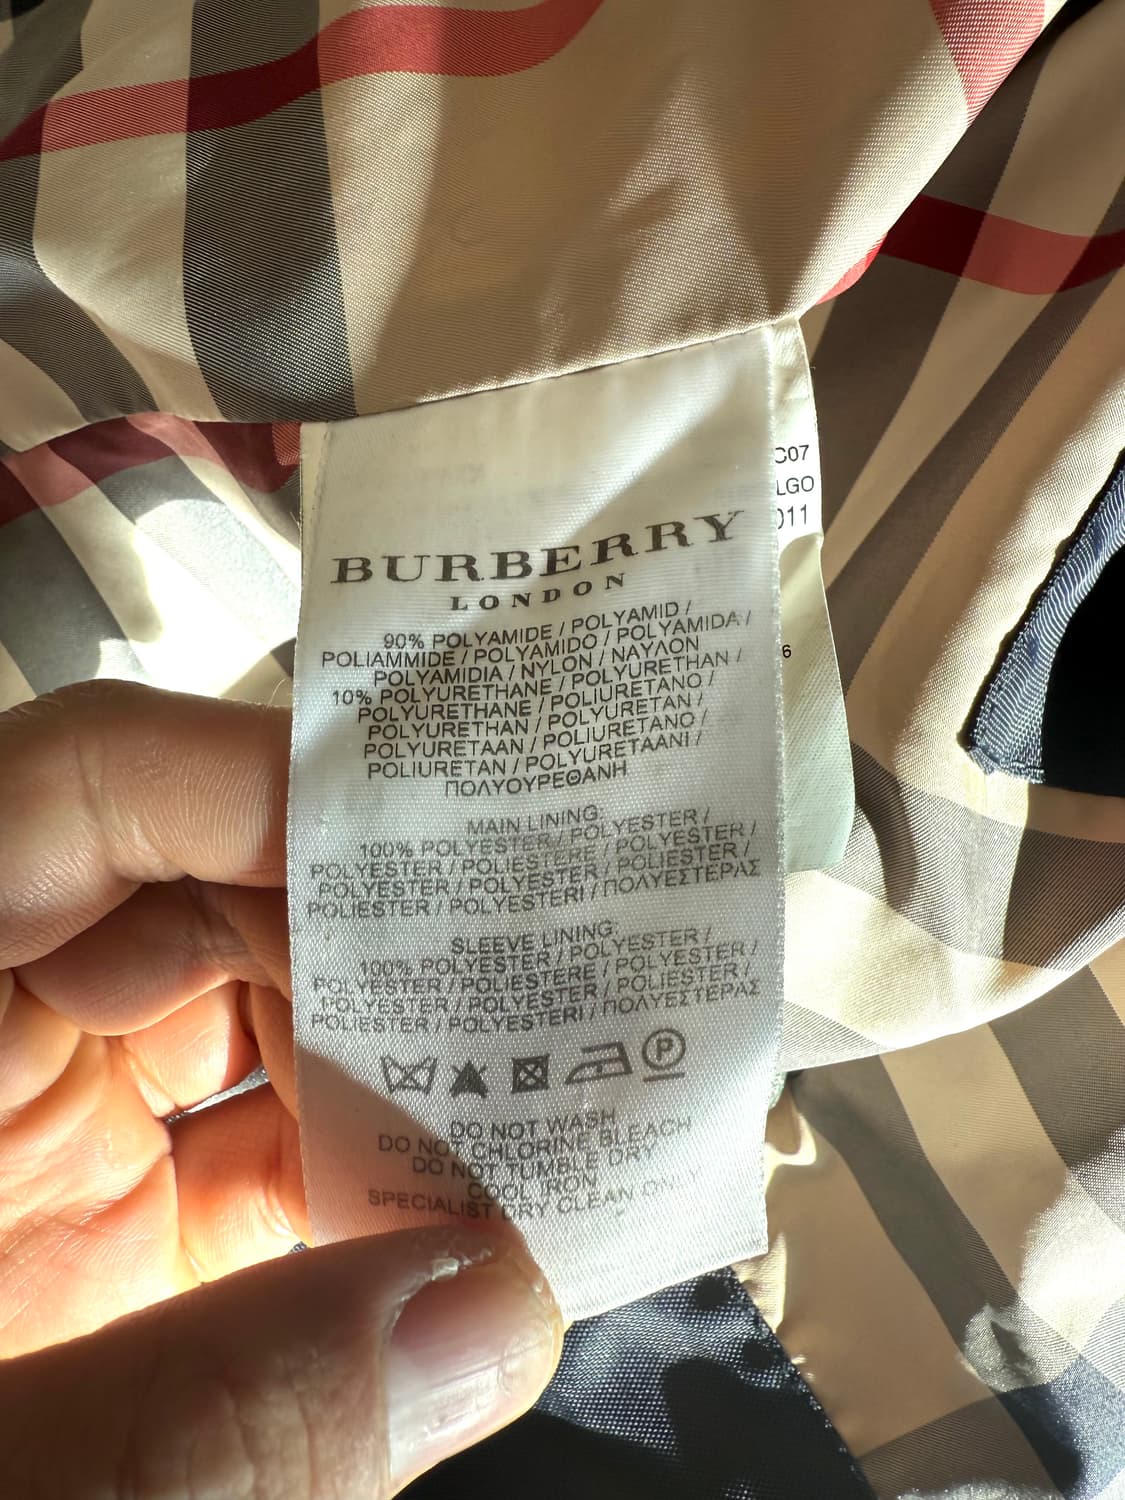 BURBERRY
LONDON
90% POLYAMIDE / POLYAMID /
POLIAMMIDE / POLYAMIDO / POLYAMIDA /
POLYAMIDIA / NYLON / ΝΑΥΛΟΝ
10% POLYURETHANE / POLYURETHAN /
POLYURETHANE / POLIURETANO /
POLYURETHAN / POLYURETAN /
POLYURETAAN / POLIURETANO /
POLIURETAN / POLYURETAANI /
ΠΟΛΥΟΥΡΕΘΑΝΗ
MAIN LINING:
100% POLYESTER / POLYESTER /
POLYESTER / POLIESTERE / POLYESTER /
POLYESTER / POLYESTER / POLIESTER /
POLIESTER / POLYESTERI / ΠΟΛΥΕΣΤΕΡΑΣ
SLEEVE LINING:
100% POLYESTER / POLYESTER /
POLYESTER / POLIESTERE / POLYESTER /
POLYESTER / POLYESTER / POLIESTER /
POLIESTER / POLYESTERI / ΠΟΛΥΕΣΤΕΡΑΣ
P
DO NOT WASH
DO NOT CHLORINE BLEACH
DO NOT TUMBLE DRY
COOL IRON
SPECIALIST DRY CLEAN ONLY
C07
LGO
011
6